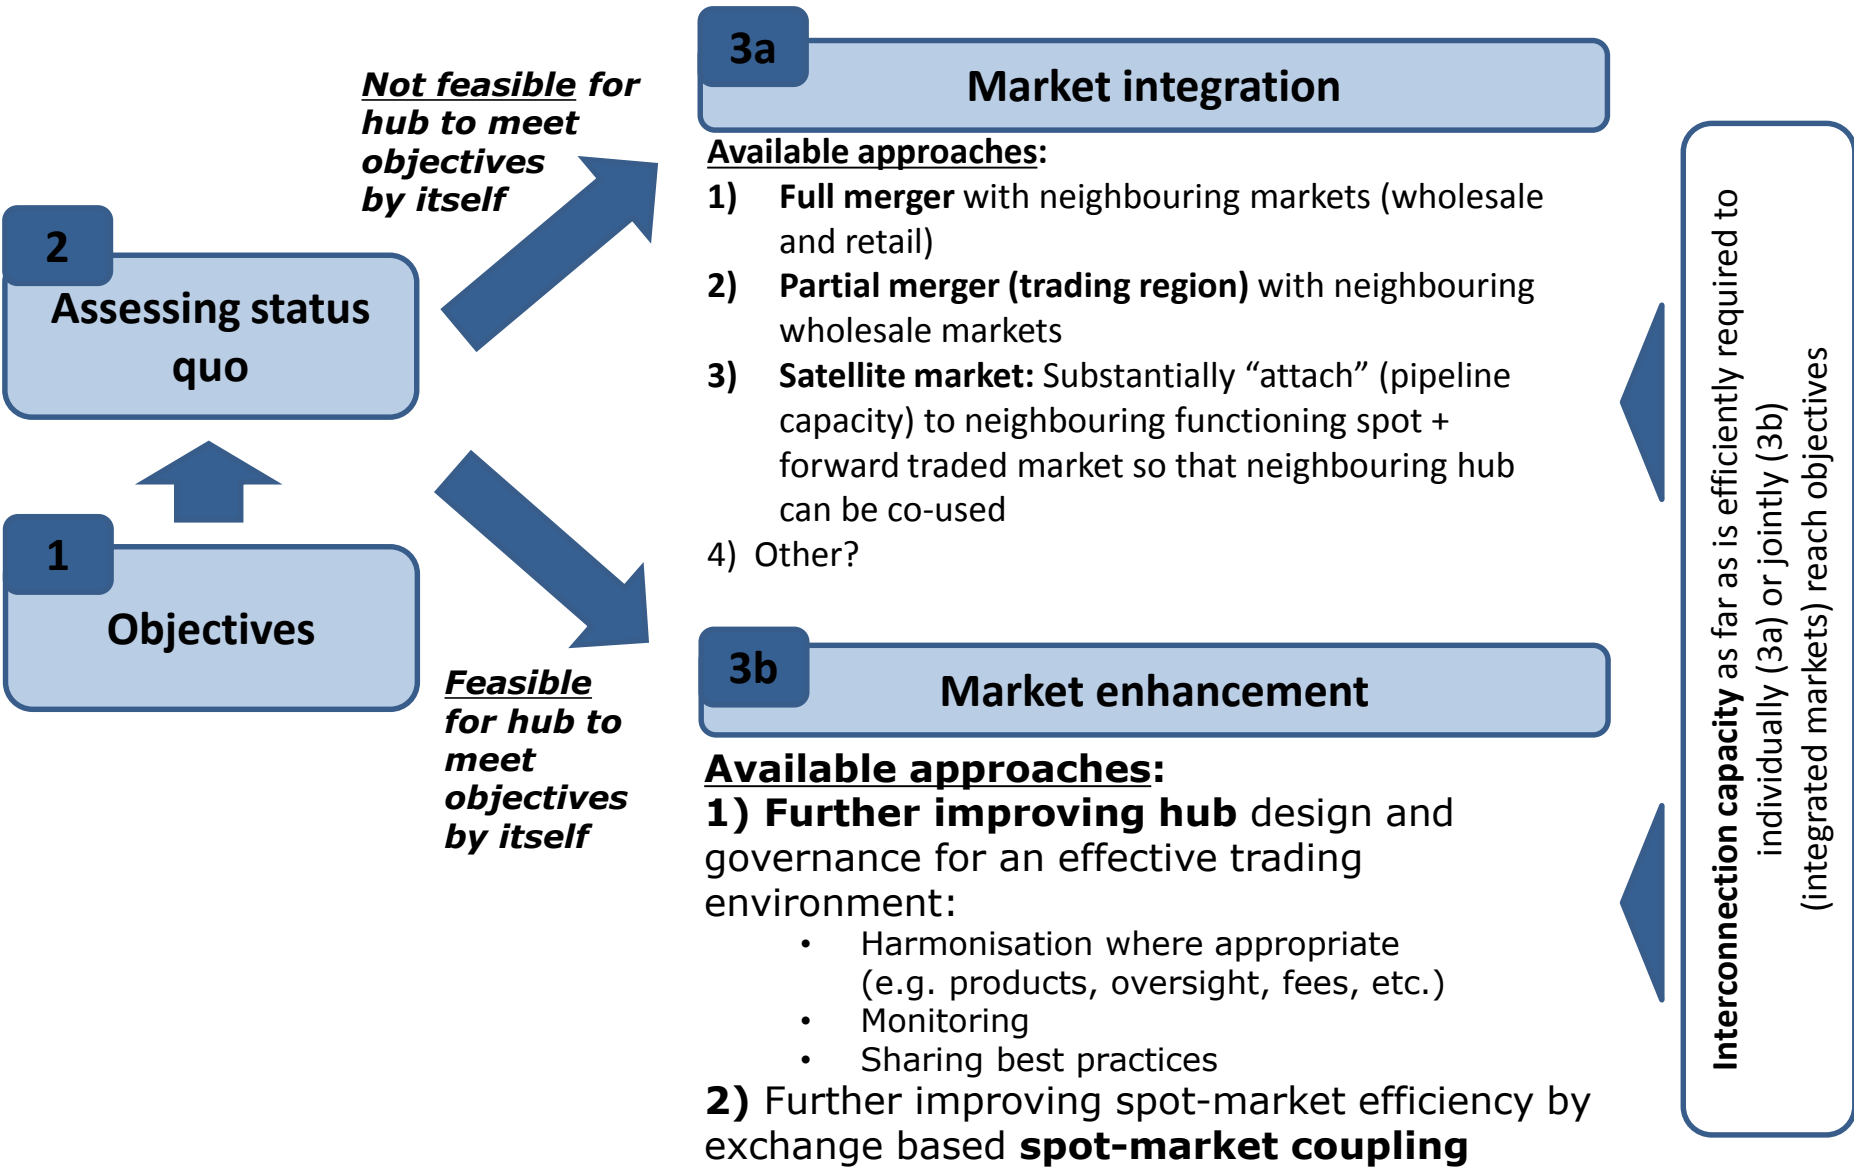 3a
Market integration
Not feasible for
hub to meet
objectives
by itself
Available approaches:
1) Full merger with neighbouring markets (wholesale
and retail)
2) Partial merger (trading region) with neighbouring
wholesale markets
3) Satellite market: Substantially “attach” (pipeline
capacity) to neighbouring functioning spot +
forward traded market so that neighbouring hub
can be co-used
4) Other?
2
Assessing status
quo
1
Objectives
Feasible
for hub to
meet
objectives
by itself
3b
Market enhancement
Available approaches:
1) Further improving hub design and
governance for an effective trading
environment:
• Harmonisation where appropriate
(e.g. products, oversight, fees, etc.)
• Monitoring
• Sharing best practices
2) Further improving spot-market efficiency by
exchange based spot-market coupling
Interconnection capacity as far as is efficiently required to
individually (3a) or jointly (3b)
(integrated markets) reach objectives